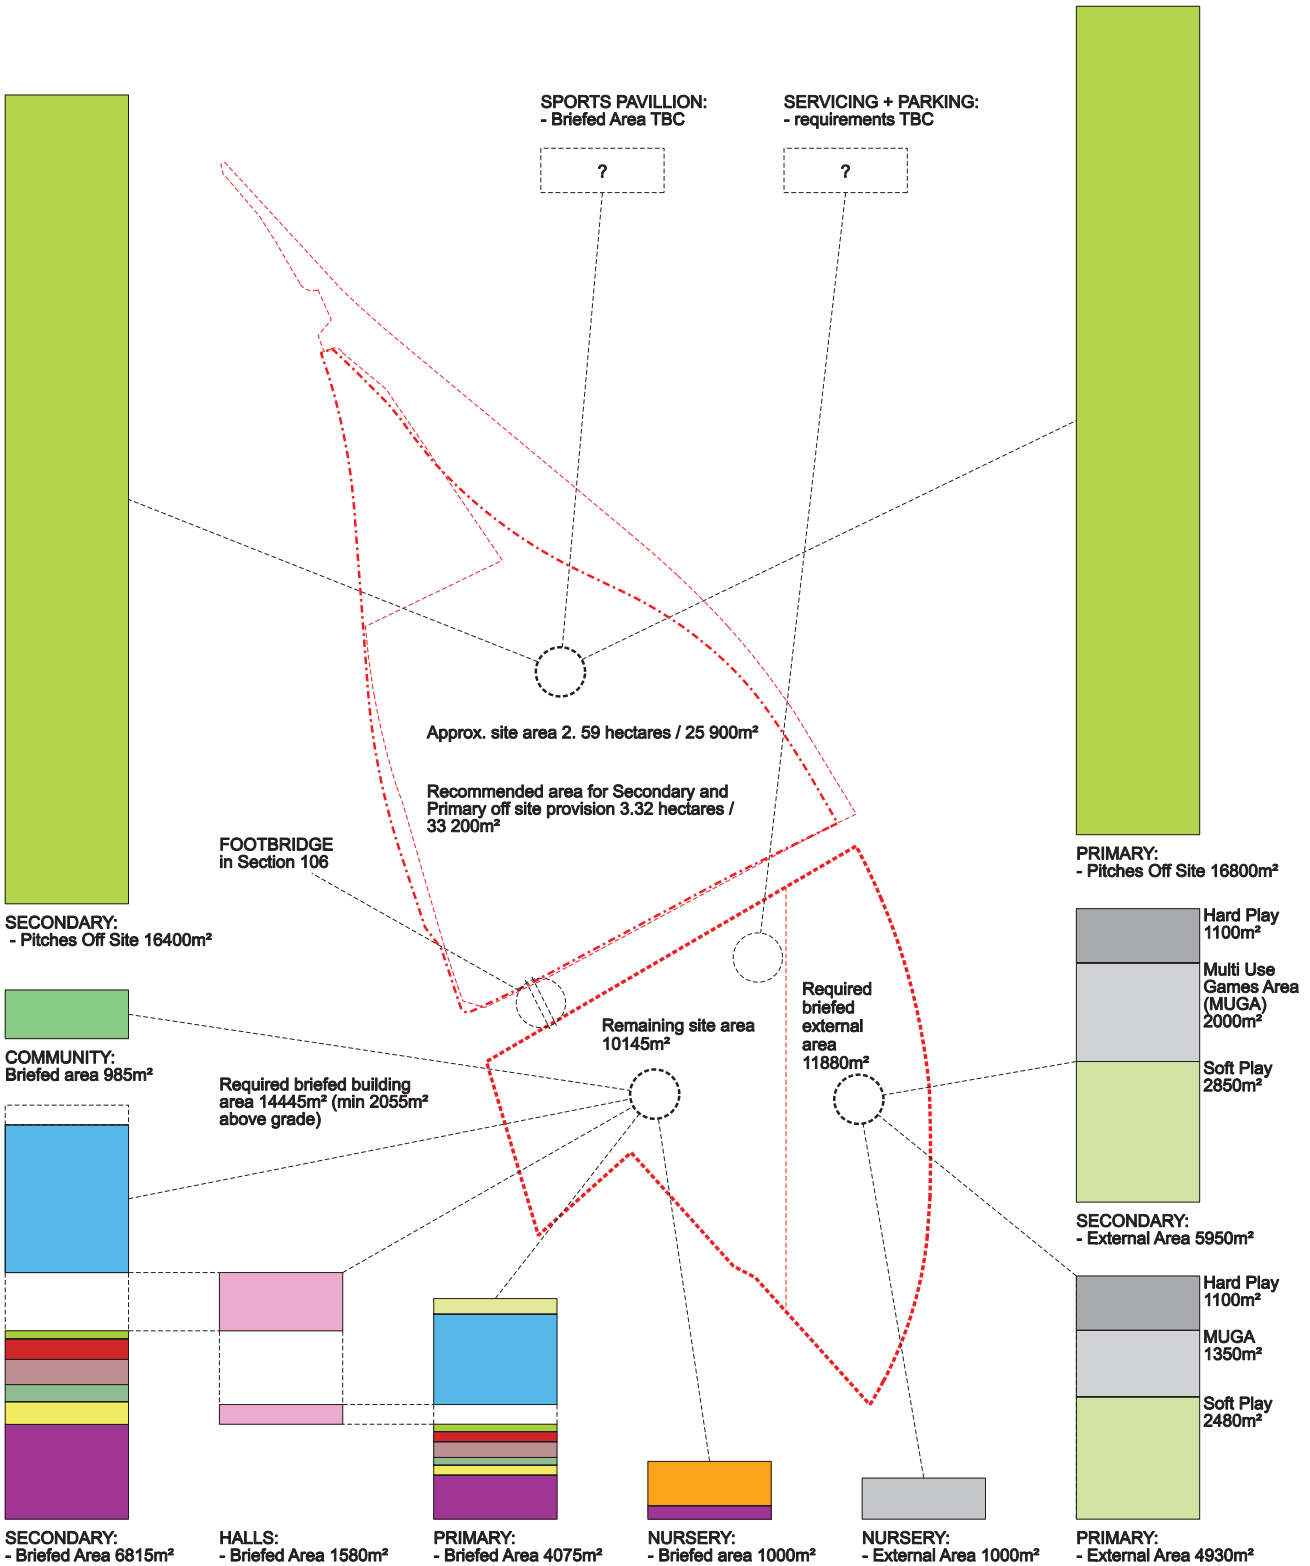 SPORTS PAVILLION:
- Briefed Area TBC
?
SERVICING + PARKING:
- requirements TBC
?
Approx. site area 2. 59 hectares / 25 900m²
Recommended area for Secondary and
Primary off site provision 3.32 hectares /
33 200m²
FOOTBRIDGE
in Section 106
SECONDARY:
- Pitches Off Site 16400m²
PRIMARY:
- Pitches Off Site 16800m²
Hard Play
1100m²
Multi Use
Games Area
(MUGA)
2000m²
Soft Play
2850m²
SECONDARY:
- External Area 5950m²
Required
briefed
external
area
11880m²
Remaining site area
10145m²
COMMUNITY:
Briefed area 985m²
Required briefed building
area 14445m² (min 2055m²
above grade)
Hard Play
1100m²
MUGA
1350m²
Soft Play
2480m²
SECONDARY:
- Briefed Area 6815m²
HALLS:
- Briefed Area 1580m²
PRIMARY:
- Briefed Area 4075m²
NURSERY:
- Briefed area 1000m²
NURSERY:
- External Area 1000m²
PRIMARY:
- External Area 4930m²